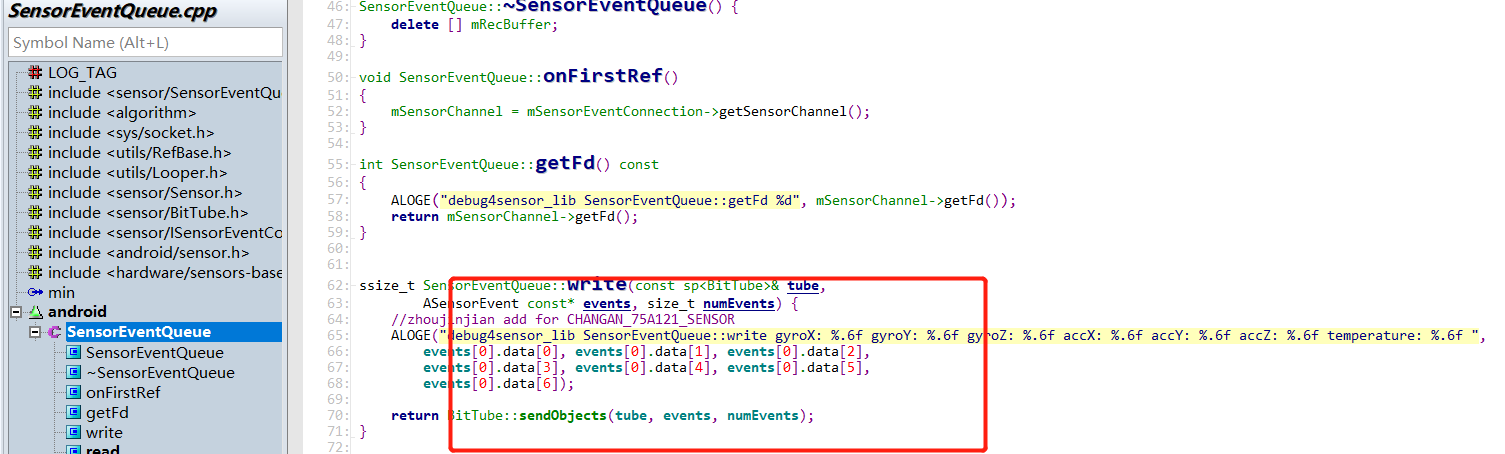 SensorEventQueue.cpp
Symbol Name (Alt+L)
LOG_TAG
include <sensor/SensorEventQu
include <algorithm>
include <sys/socket.h>
include <utils/RefBase.h>
include <utils/Looper.h>
include <sensor/Sensor.h>
include <sensor/BitTube.h>
include <sensor/ISensorEventCo
include <android/sensor.h>
include <hardware/sensors-base
min
android
SensorEventQueue
SensorEventQueue
~SensorEventQueue
onFirstRef
getFd
write
read
46: SensorEventQueue::~SensorEventQueue() {
47:     delete [] mRecBuffer;
48: }
49:
50: void SensorEventQueue::onFirstRef()
51: {
52:     mSensorChannel = mSensorEventConnection->getSensorChannel();
53: }
54:
55: int SensorEventQueue::getFd() const
56: {
57:     ALOGE("debug4sensor_lib SensorEventQueue::getFd %d", mSensorChannel->getFd());
58:     return mSensorChannel->getFd();
59: }
60:
61:
62: ssize_t SensorEventQueue::write(const sp<BitTube>& tube,
63:         ASensorEvent const* events, size_t numEvents) {
64:     //zhoujinjian add for CHANGAN_75A121_SENSOR
65:     ALOGE("debug4sensor_lib SensorEventQueue::write gyroX: %.6f gyroY: %.6f gyroZ: %.6f accX: %.6f accY: %.6f accZ: %.6f temperature: %.6f ",
66:         events[0].data[0], events[0].data[1], events[0].data[2],
67:         events[0].data[3], events[0].data[4], events[0].data[5],
68:         events[0].data[6]);
69:
70:     return BitTube::sendObjects(tube, events, numEvents);
71: }
72: